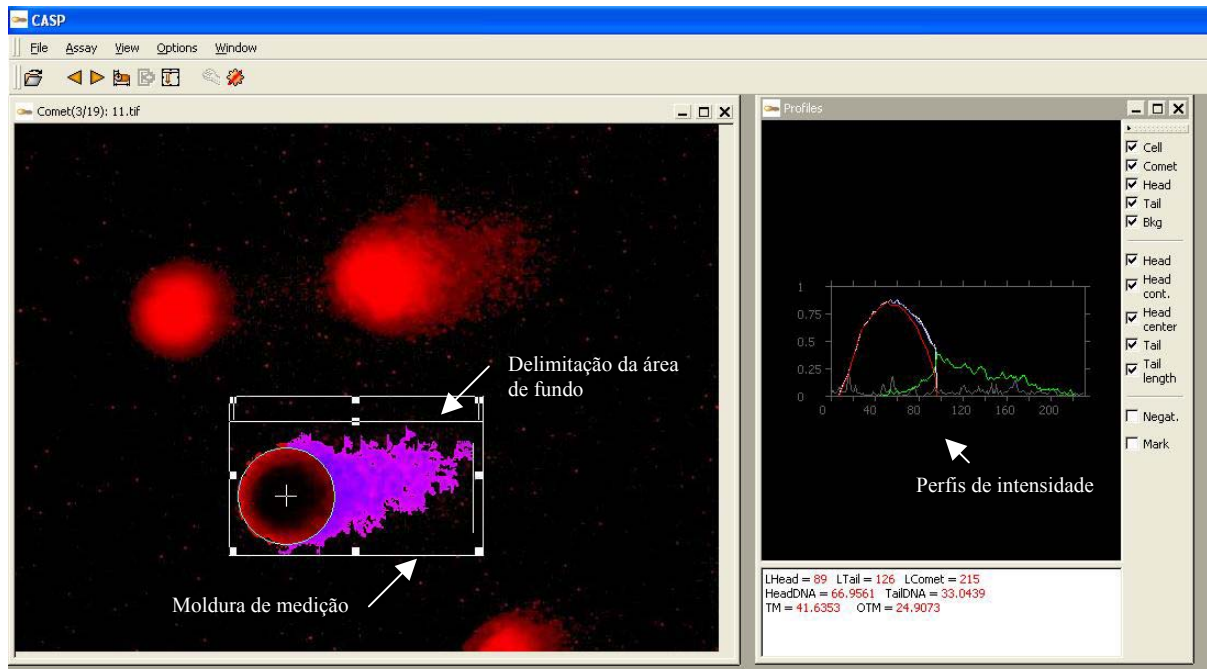 CASP
File Assay View Options Window
Comet(3/19): 11.tif
Delimitação da área
de fundo
Moldura de medição
Profiles
Cell
Comet
Head
Tail
Bkg
Head
Head
cont.
Head
center
Tail
Tail
length
Negat.
Mark
1
0.75
0.5
0.25
0
0 40 80 120 160 200
Perfis de intensidade
LHead = 89 LTail = 126 LComet = 215
HeadDNA = 66.9561 TailDNA = 33.0439
TM = 41.6353 OTM = 24.9073